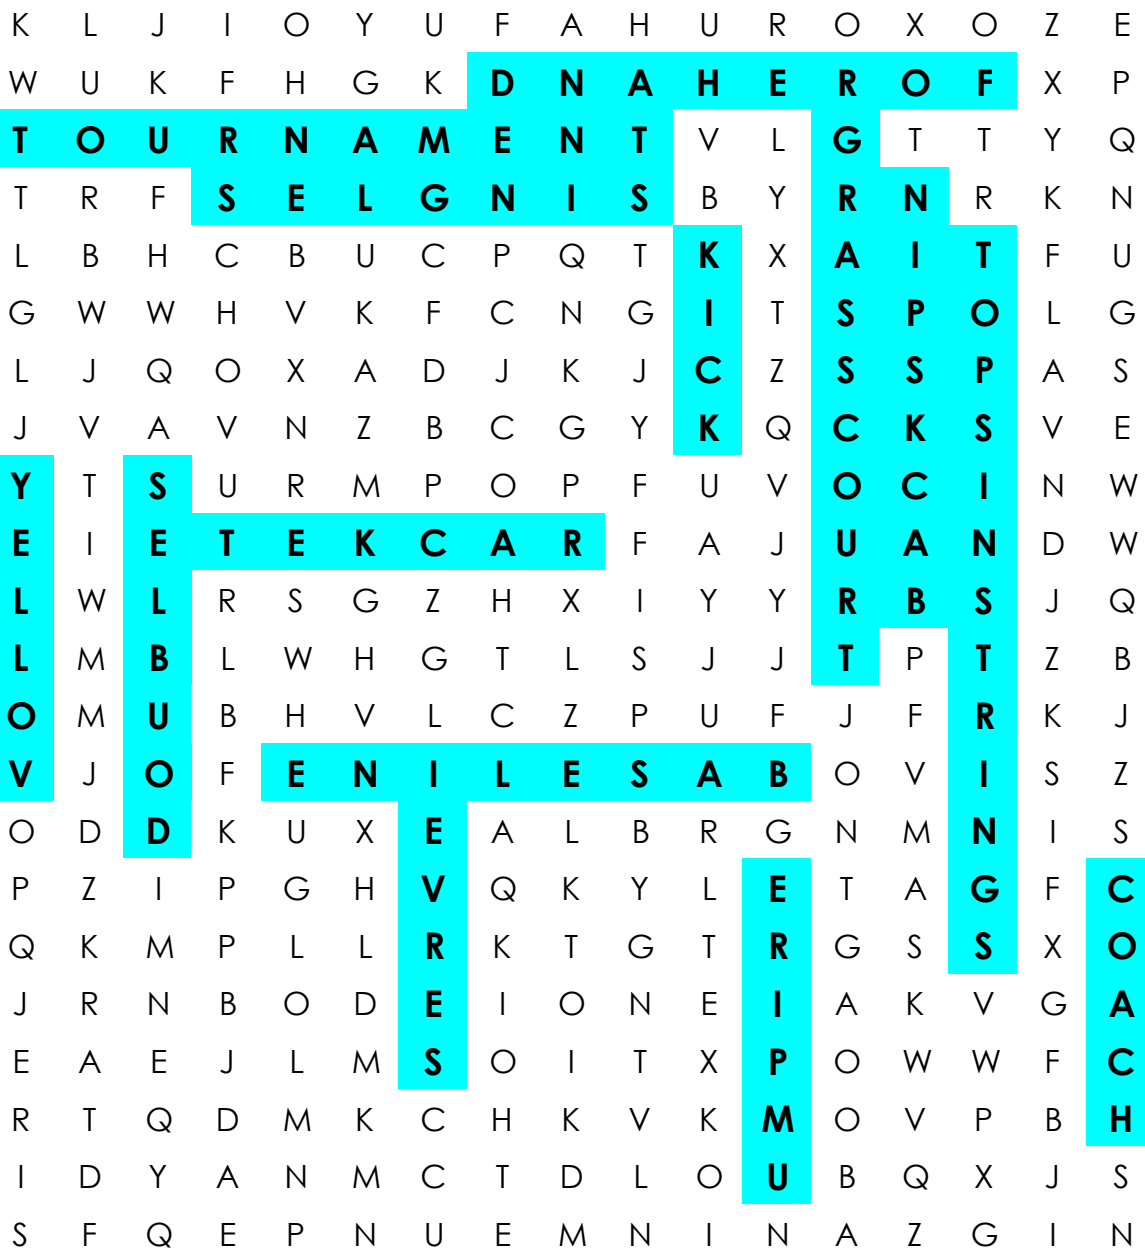 K L J I O Y U F A H U R O X O Z E
W U K F H G K D N A H E R O F X P
T O U R N A M E N T V L G T T Y Q
T R F S E L G N I S B Y R N R K N
L B H C B U C P Q T K X A I T F U
G W W H V K F C N G I T S P O L G
L J Q O X A D J K J C Z S S P A S
J V A V N Z B C G Y K Q C K S V E
Y T S U R M P O P F U V O C I N W
E I E T E K C A R F A J U A N D W
L W L R S G Z H X I Y Y R B S J Q
L M B L W H G T L S J J T P T Z B
O M U B H V L C Z P U F J F R K J
V J O F E N I L E S A B O V I S Z
O D D K U X E A L B R G N M N I S
P Z I P G H V Q K Y L E T A G F C
Q K M P L L R K T G T R G S S X O
J R N B O D E I O N E I A K V G A
E A E J L M S O I T X P O W W F C
R T Q D M K C H K V K M O V P B H
I D Y A N M C T D L O U B Q X J S
S F Q E P N U E M N I N A Z G I N